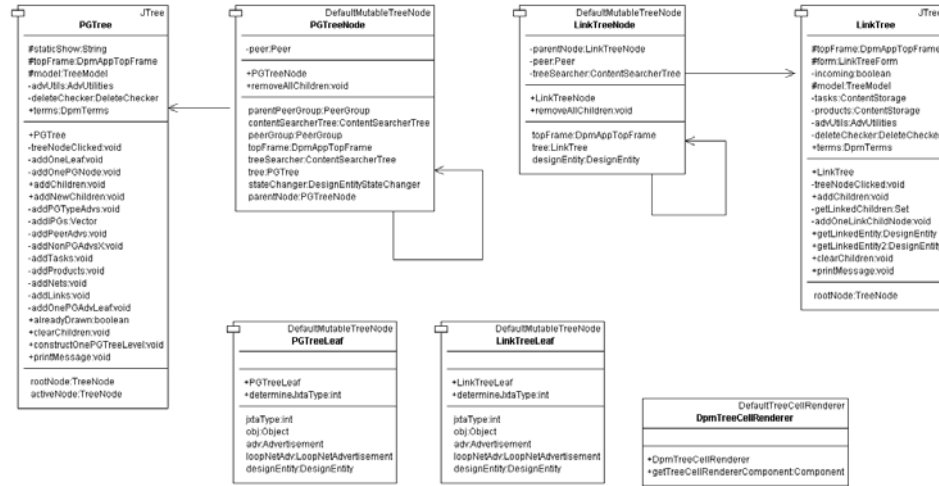 JTree
PGTree
#staticShow:String
#topFrame:DpmAppTopFrame
#model:TreeModel
-advUtils:AdvUtilities
-deleteChecker:DeleteChecker
+terms:DpmTerms
+PGTree
-treeNodeClicked:void
-addOneLeaf:void
-addOnePGNode:void
+addChildren:void
+addNewChildren:void
-addPGTypeAdvs:void
-addIPGs:Vector
-addPeerAdvs:void
-addNonPGAdvsX:void
-addTasks:void
-addProducts:void
-addNets:void
-addLinks:void
-addOnePGAdvLeaf:void
+alreadyDrawn:boolean
+clearChildren:void
+constructOnePGTreeLevel:void
+printMessage:void
rootNode:TreeNode
activeNode:TreeNode
DefaultMutableTreeNode
PGTreeNode
-peer:Peer
+PGTreeNode
+removeAllChildren:void
parentPeerGroup:PeerGroup
contentSearcherTree:ContentSearcherTree
peerGroup:PeerGroup
topFrame:DpmAppTopFrame
treeSearcher:ContentSearcherTree
tree:PGTree
stateChanger:DesignEntityStateChanger
parentNode:PGTreeNode
DefaultMutableTreeNode
LinkTreeNode
-parentNode:LinkTreeNode
-peer:Peer
-treeSearcher:ContentSearcherTree
+LinkTreeNode
+removeAllChildren:void
topFrame:DpmAppTopFrame
tree:LinkTree
designEntity:DesignEntity
JTree
LinkTree
#topFrame:DpmAppTopFrame
#form:LinkTreeForm
-incoming:boolean
#model:TreeModel
-tasks:ContentStorage
-products:ContentStorage
-advUtils:AdvUtilities
-deleteChecker:DeleteChecker
+terms:DpmTerms
+LinkTree
-treeNodeClicked:void
+addChildren:void
-getLinkedChildren:Set
-addOneLinkChildNode:void
+getLinkedEntity:DesignEntity
+getLinkedEntity2:DesignEntity
+clearChildren:void
+printMessage:void
rootNode:TreeNode
DefaultMutableTreeNode
PGTreeLeaf
+PGTreeLeaf
+determineJxtaType:int
jxtaType:int
obj:Object
adv:Advertisement
loopNetAdv:LoopNetAdvertisement
designEntity:DesignEntity
DefaultMutableTreeNode
LinkTreeLeaf
+LinkTreeLeaf
+determineJxtaType:int
jxtaType:int
obj:Object
adv:Advertisement
loopNetAdv:LoopNetAdvertisement
designEntity:DesignEntity
DefaultTreeCellRenderer
DpmTreeCellRenderer
+DpmTreeCellRenderer
+getTreeCellRendererComponent:Component